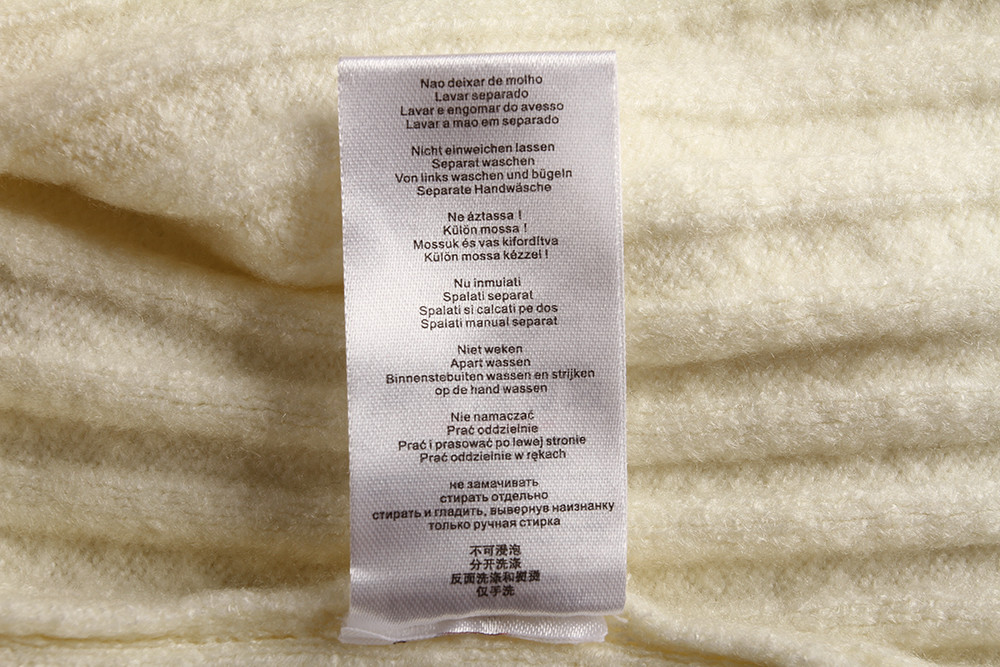 Nao deixar de molho
Lavar separado
Lavar e engomar do avesso
Lavar a mao em separado
Nicht einweichen lassen
Separat waschen
Von links waschen und bügeln
Separate Handwäsche
Ne áztassa !
Külön mossa !
Mossuk és vas kifordítva
Külön mossa kézzei !
Nu inmuiati
Spalati separat
Spalati si calcati pe dos
Spaiati manual separat
Niet weken
Apart wassen
Binnenstebuiten wassen en strijken
op de hand wassen
Nie namaczać
Prać oddzielnie
Prać i prasować po lewej stronie
Prać oddzielnie w rękach
не замачивать
стирать отдельно
стирать и гладить, вывернув наизнанку
только ручная стирка
不可浸泡
分开洗涤
反面洗涤和熨烫
仅手洗